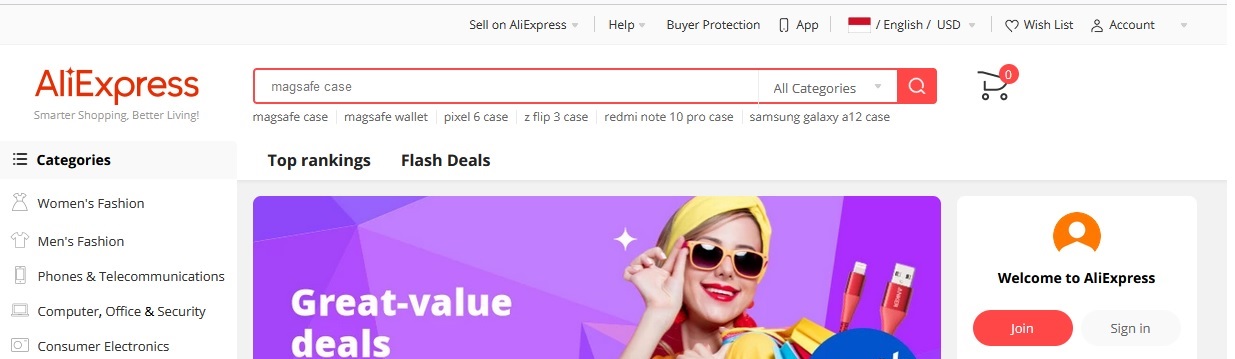 Sell on AliExpress
Help
Buyer Protection
App
/ English / USD
Wish List
Account
AliExpress
Smarter Shopping, Better Living!
magsafe case
All Categories
0
magsafe case
magsafe wallet
pixel 6 case
z flip 3 case
redmi note 10 pro case
samsung galaxy a12 case
Categories
Top rankings
Flash Deals
Women's Fashion
Men's Fashion
Phones & Telecommunications
Computer, Office & Security
Consumer Electronics
Great-value
deals
Welcome to AliExpress
Join
Sign in